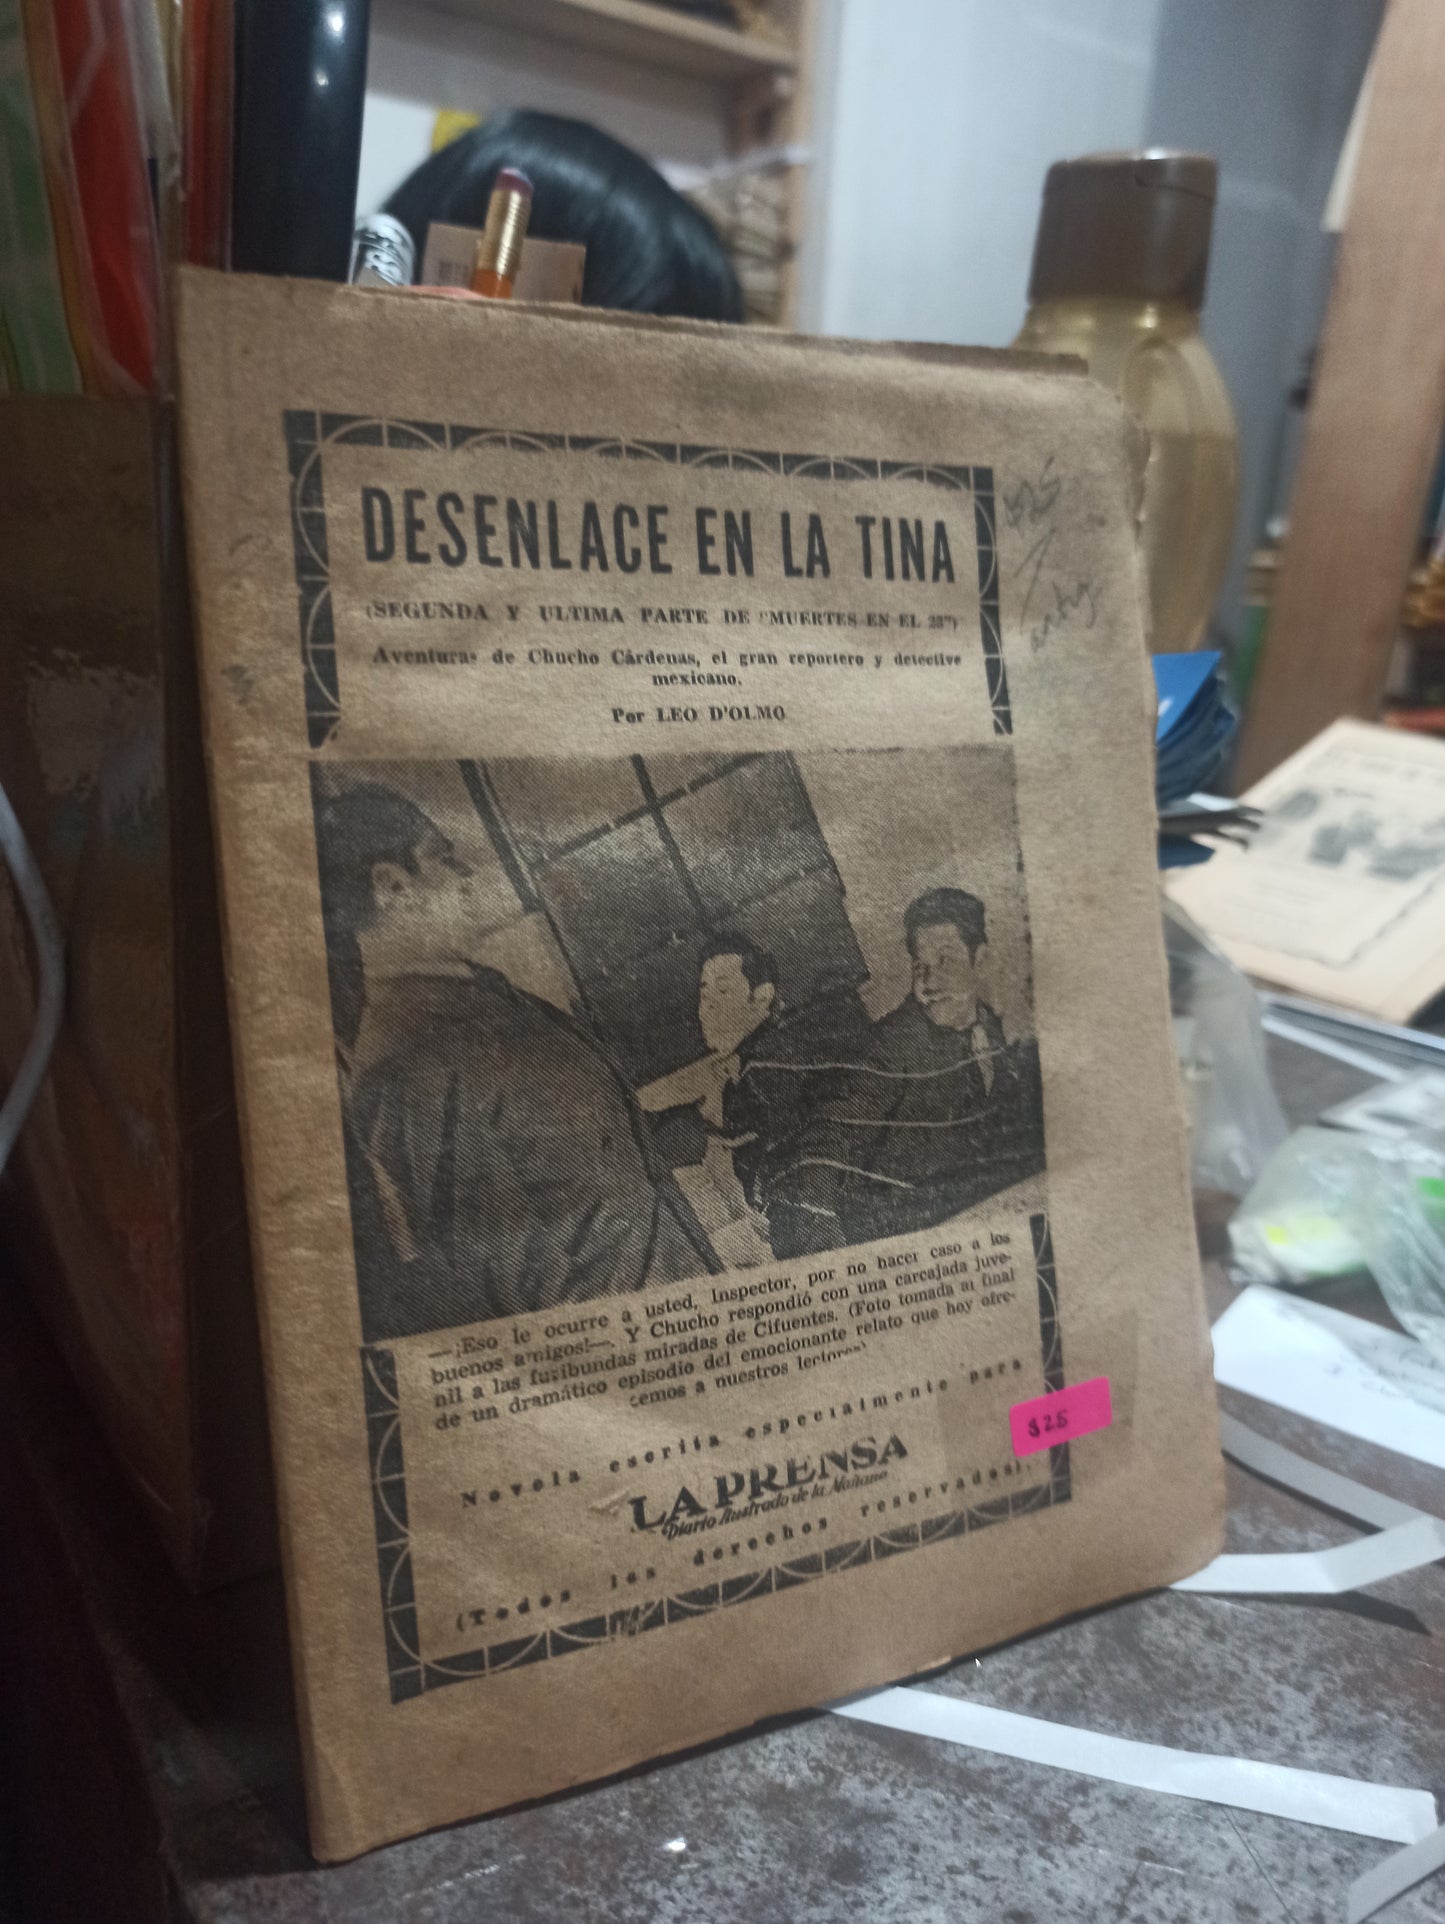 DESENLACE EN LA TINA
(SEGUNDA Y ULTIMA PARTE DE "MUERTES EN EL 28")
Aventuras de Chucho Cárdenas, el gran reportero y detective
mexicano.
Por LEO D'OLMO
—¡Eso le ocurre a usted, Inspector, por no hacer caso a los
buenos amigos!—. Y Chucho respondió con una carcajada juve-
nil a las furibundas miradas de Cifuentes. (Foto tomada al final
de un dramático episodio del emocionante relato que hoy ofre-
cemos a nuestros lectores)
Novela escrita especialmente para
LA PRENSA
Diario Ilustrado de la Mañana
(Todos los derechos reservados).
$25